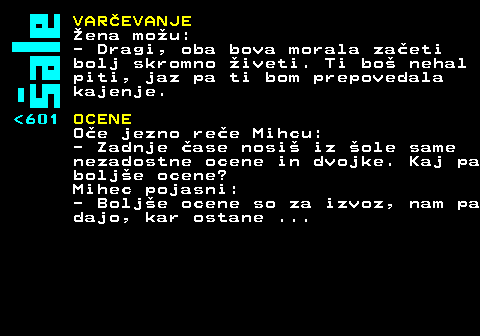 šale
VARČEVANJE
Žena možu:
- Dragi, oba bova morala začeti
bolj skromno živeti. Ti boš nehal
piti, jaz pa ti bom prepovedala
kajenje.
<601 OCENE
Oče jezno reče Mihcu:
- Zadnje čase nosiš iz šole same
nezadostne ocene in dvojke. Kaj pa
boljše ocene?
Mihec pojasni:
- Boljše ocene so za izvoz, nam pa
dajo, kar ostane ...